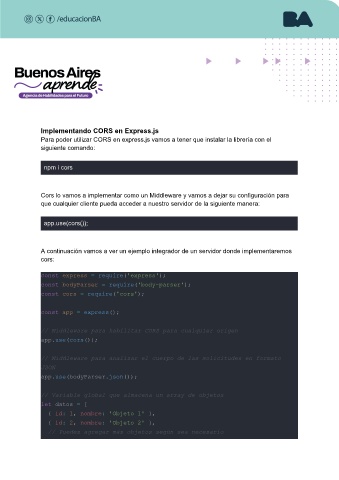 /educacionBA
BA
Buenos Aires
aprende
Agencia de Habilidades para el Futuro
Implementando CORS en Express.js
Para poder utilizar CORS en express.js vamos a tener que instalar la librería con el
siguiente comando:
npm i cors
Cors lo vamos a implementar como un Middleware y vamos a dejar su configuración para
que cualquier cliente pueda acceder a nuestro servidor de la siguiente manera:
app.use(cors());
A continuación vamos a ver un ejemplo integrador de un servidor donde implementaremos
cors:
const express = require('express');
const bodyParser = require('body-parser');
const cors = require('cors');
const app = express();
// Middleware para habilitar CORS para cualquier origen
app.use(cors());
// Middleware para analizar el cuerpo de las solicitudes en formato
JSON
app.use(bodyParser.json());
// Variable global que almacena un array de objetos
let datos = [
{ id: 1, nombre: 'Objeto 1' },
{ id: 2, nombre: 'Objeto 2' },
// Puedes agregar más objetos según sea necesario